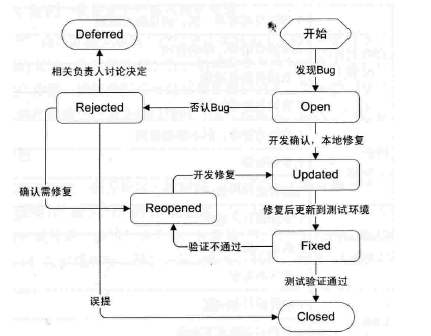 Deferred
开始
相关负责人讨论决定
发现Bug
Rejected
否认Bug
Open
开发确认，本地修复
开发修复
Updated
确认需修复
Reopened
修复后更新到测试环境
验证不通过
Fixed
误提
测试验证通过
Closed